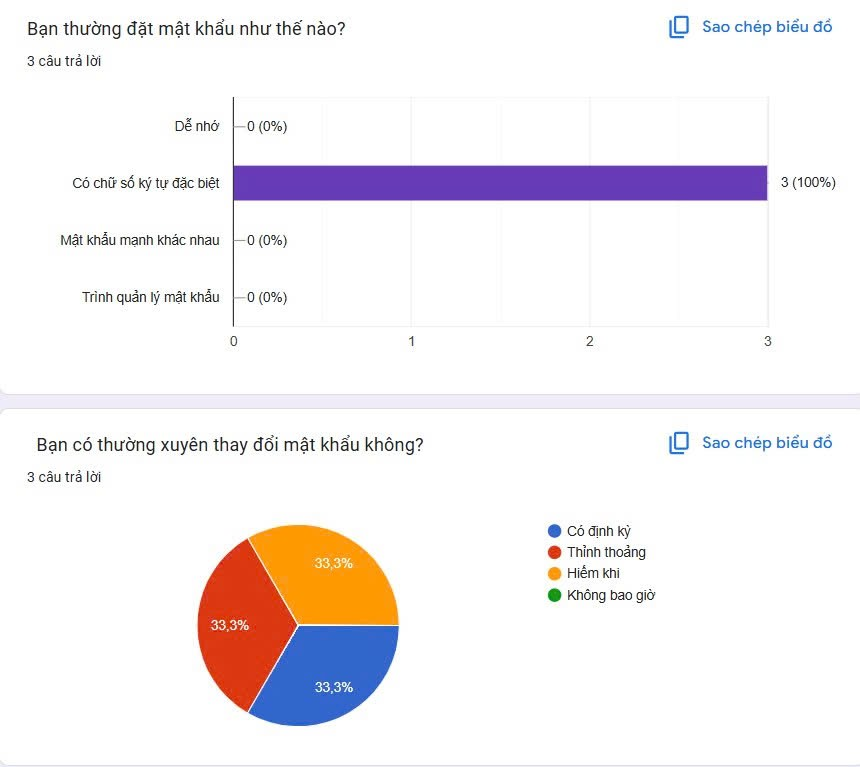 Bạn thường đặt mật khẩu như thế nào?
Sao chép biểu đồ
3 câu trả lời
Dễ nhớ
0 (0%)
Có chữ số ký tự đặc biệt
3 (100%)
Mật khẩu mạnh khác nhau
0 (0%)
Trình quản lý mật khẩu
0 (0%)
0 1 2 3
Bạn có thường xuyên thay đổi mật khẩu không?
Sao chép biểu đồ
3 câu trả lời
33,3%
33,3%
33,3%
Có định kỳ
Thỉnh thoảng
Hiếm khi
Không bao giờ